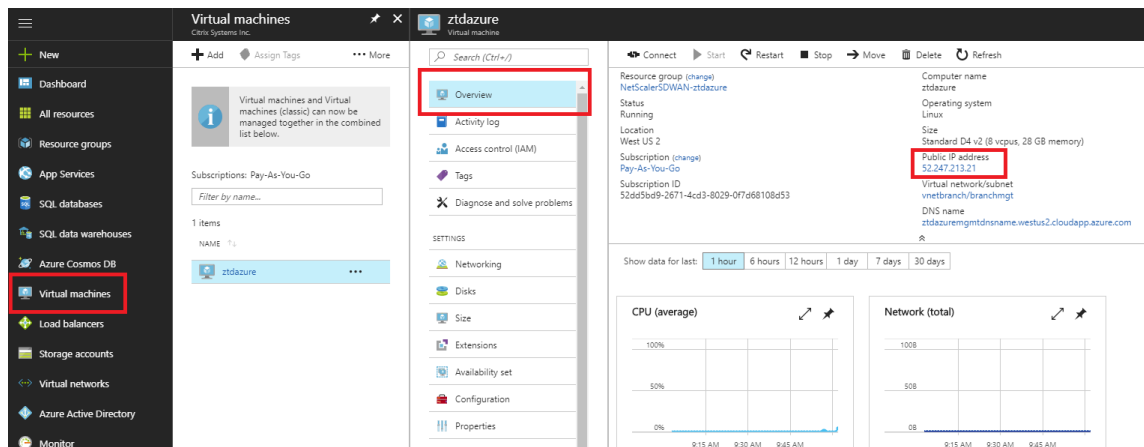 New
Dashboard
All resources
Resource groups
App Services
SQL databases
SQL data warehouses
Azure Cosmos DB
Virtual machines
Load balancers
Storage accounts
Virtual networks
Azure Active Directory
Monitor
Virtual machines
Citrix Systems Inc.
Add
Assign Tags
More
Virtual machines and Virtual
machines (classic) can now be
managed together in the combined
list below.
Subscriptions: Pay-As-You-Go
Filter by name...
1 items
NAME
ztdazure
ztdazure
Virtual machine
Search (Ctrl+/)
Overview
Activity log
Access control (IAM)
Tags
Diagnose and solve problems
SETTINGS
Networking
Disks
Size
Extensions
Availability set
Configuration
Properties
Connect
Start
Restart
Stop
Move
Delete
Refresh
Resource group (change)
NetScalerSDWAN-ztdazure
Status
Running
Location
West US 2
Subscription (change)
Pay-As-You-Go
Subscription ID
52dd5bd9-2671-4cd3-8029-0f7d68108d53
Computer name
ztdazure
Operating system
Linux
Size
Standard D4 v2 (8 vcpus, 28 GB memory)
Public IP address
52.247.213.21
Virtual network/subnet
vnetbranch/branchmgt
DNS name
ztdazuremgmtdnsname.westus2.cloudapp.azure.com
Show data for last:
1 hour
6 hours
12 hours
1 day
7 days
30 days
CPU (average)
100%
50%
0%
9:15 AM
9:30 AM
9:45 AM
Network (total)
100B
50B
0B
9:15 AM
9:30 AM
9:45 AM